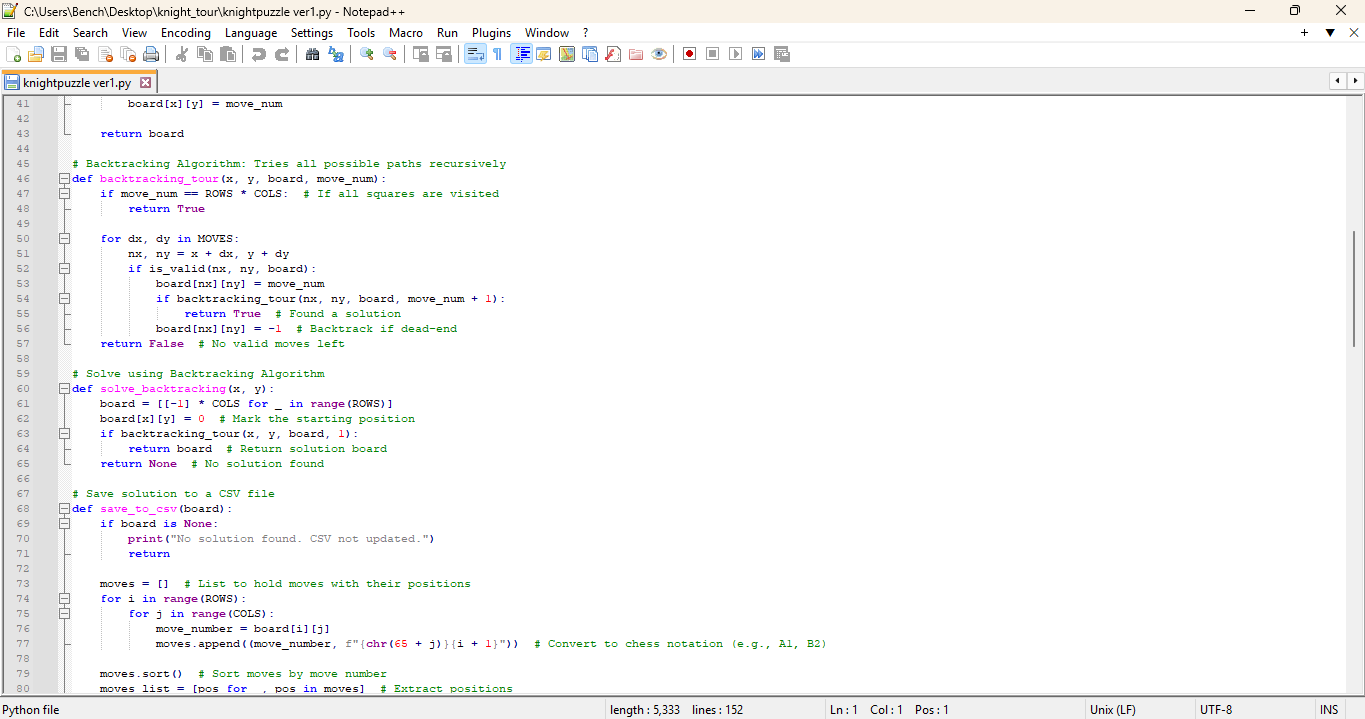 C:\Users\Bench\Desktop\knight_tour\knightpuzzle ver1.py - Notepad++
File Edit Search View Encoding Language Settings Tools Macro Run Plugins Window ?
knightpuzzle ver1.py
41 board[x][y] = move_num
42
43 return board
44
45 # Backtracking Algorithm: Tries all possible paths recursively
46 def backtracking_tour(x, y, board, move_num):
47 if move_num == ROWS * COLS:  # If all squares are visited
48 return True
49
50 for dx, dy in MOVES:
51 nx, ny = x + dx, y + dy
52 if is_valid(nx, ny, board):
53 board[nx][ny] = move_num
54 if backtracking_tour(nx, ny, board, move_num + 1):
55 return True  # Found a solution
56 board[nx][ny] = -1  # Backtrack if dead-end
57 return False  # No valid moves left
58
59 # Solve using Backtracking Algorithm
60 def solve_backtracking(x, y):
61 board = [[-1] * COLS for _ in range(ROWS)]
62 board[x][y] = 0  # Mark the starting position
63 if backtracking_tour(x, y, board, 1):
64 return board  # Return solution board
65 return None  # No solution found
66
67 # Save solution to a CSV file
68 def save_to_csv(board):
69 if board is None:
70 print("No solution found. CSV not updated.")
71 return
72
73 moves = []  # List to hold moves with their positions
74 for i in range(ROWS):
75 for j in range(COLS):
76 move_number = board[i][j]
77 moves.append((move_number, f"{chr(65 + j)}{i + 1}"))  # Convert to chess notation (e.g., A1, B2)
78
79 moves.sort()  # Sort moves by move number
80 moves_list = [pos for _, pos in moves]  # Extract positions
Python file length : 5,333 lines : 152 Ln : 1 Col : 1 Pos : 1 Unix (LF) UTF-8 INS